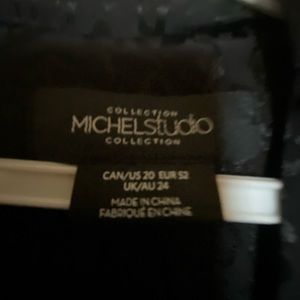 COLLECTION
MICHELstudio
COLLECTION
CAN/US 20 EUR 52
UK/AU 24
MADE IN CHINA
FABRIQUÉ EN CHINE